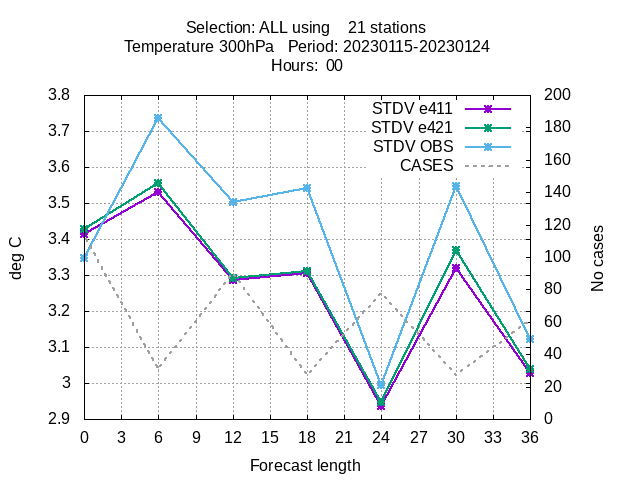 Selection: ALL using    21 stations
Temperature 300hPa   Period: 20230115-20230124
Hours:  00
3.8
3.7
3.6
3.5
3.4
3.3
3.2
3.1
3
2.9
deg C
STDV e411
STDV e421
STDV OBS
CASES
200
180
160
140
120
100
80
60
40
20
0
No cases
0 3 6 9 12 15 18 21 24 27 30 33 36
Forecast length